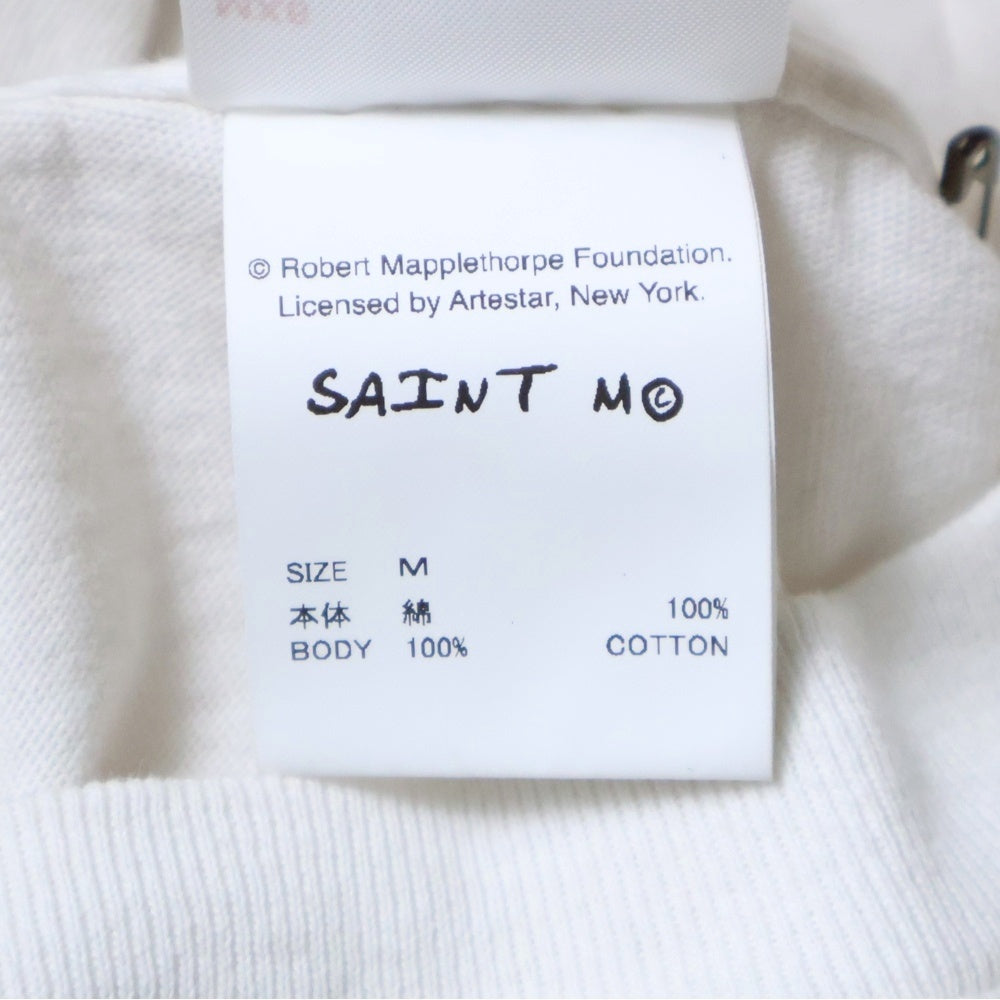 © Robert Mapplethorpe Foundation.
Licensed by Artestar, New York.
SAINT M©
SIZE M
本体 綿 100%
BODY 100% COTTON